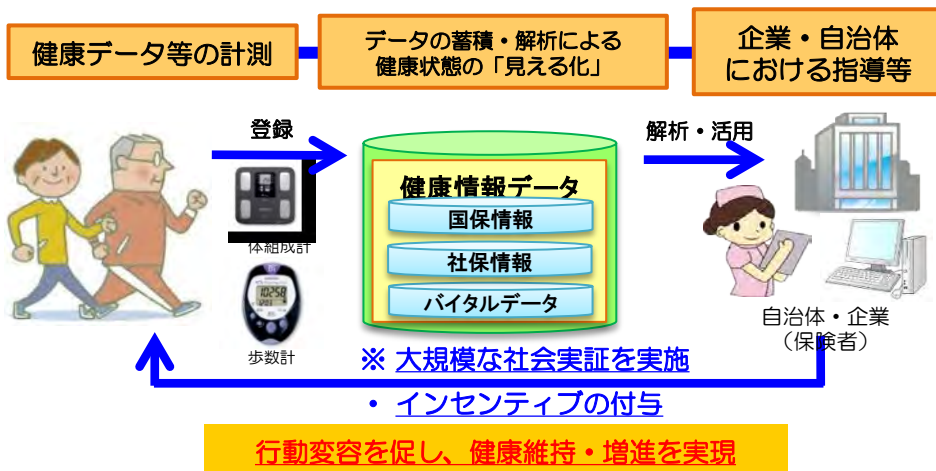 健康データ等の計測
データの蓄積・解析による
健康状態の「見える化」
企業・自治体
における指導等
登録
解析・活用
体組成計
10258
歩数計
健康情報データ
国保情報
社保情報
バイタルデータ
自治体・企業
（保険者）
※ 大規模な社会実証を実施
・ インセンティブの付与
行動変容を促し、健康維持・増進を実現